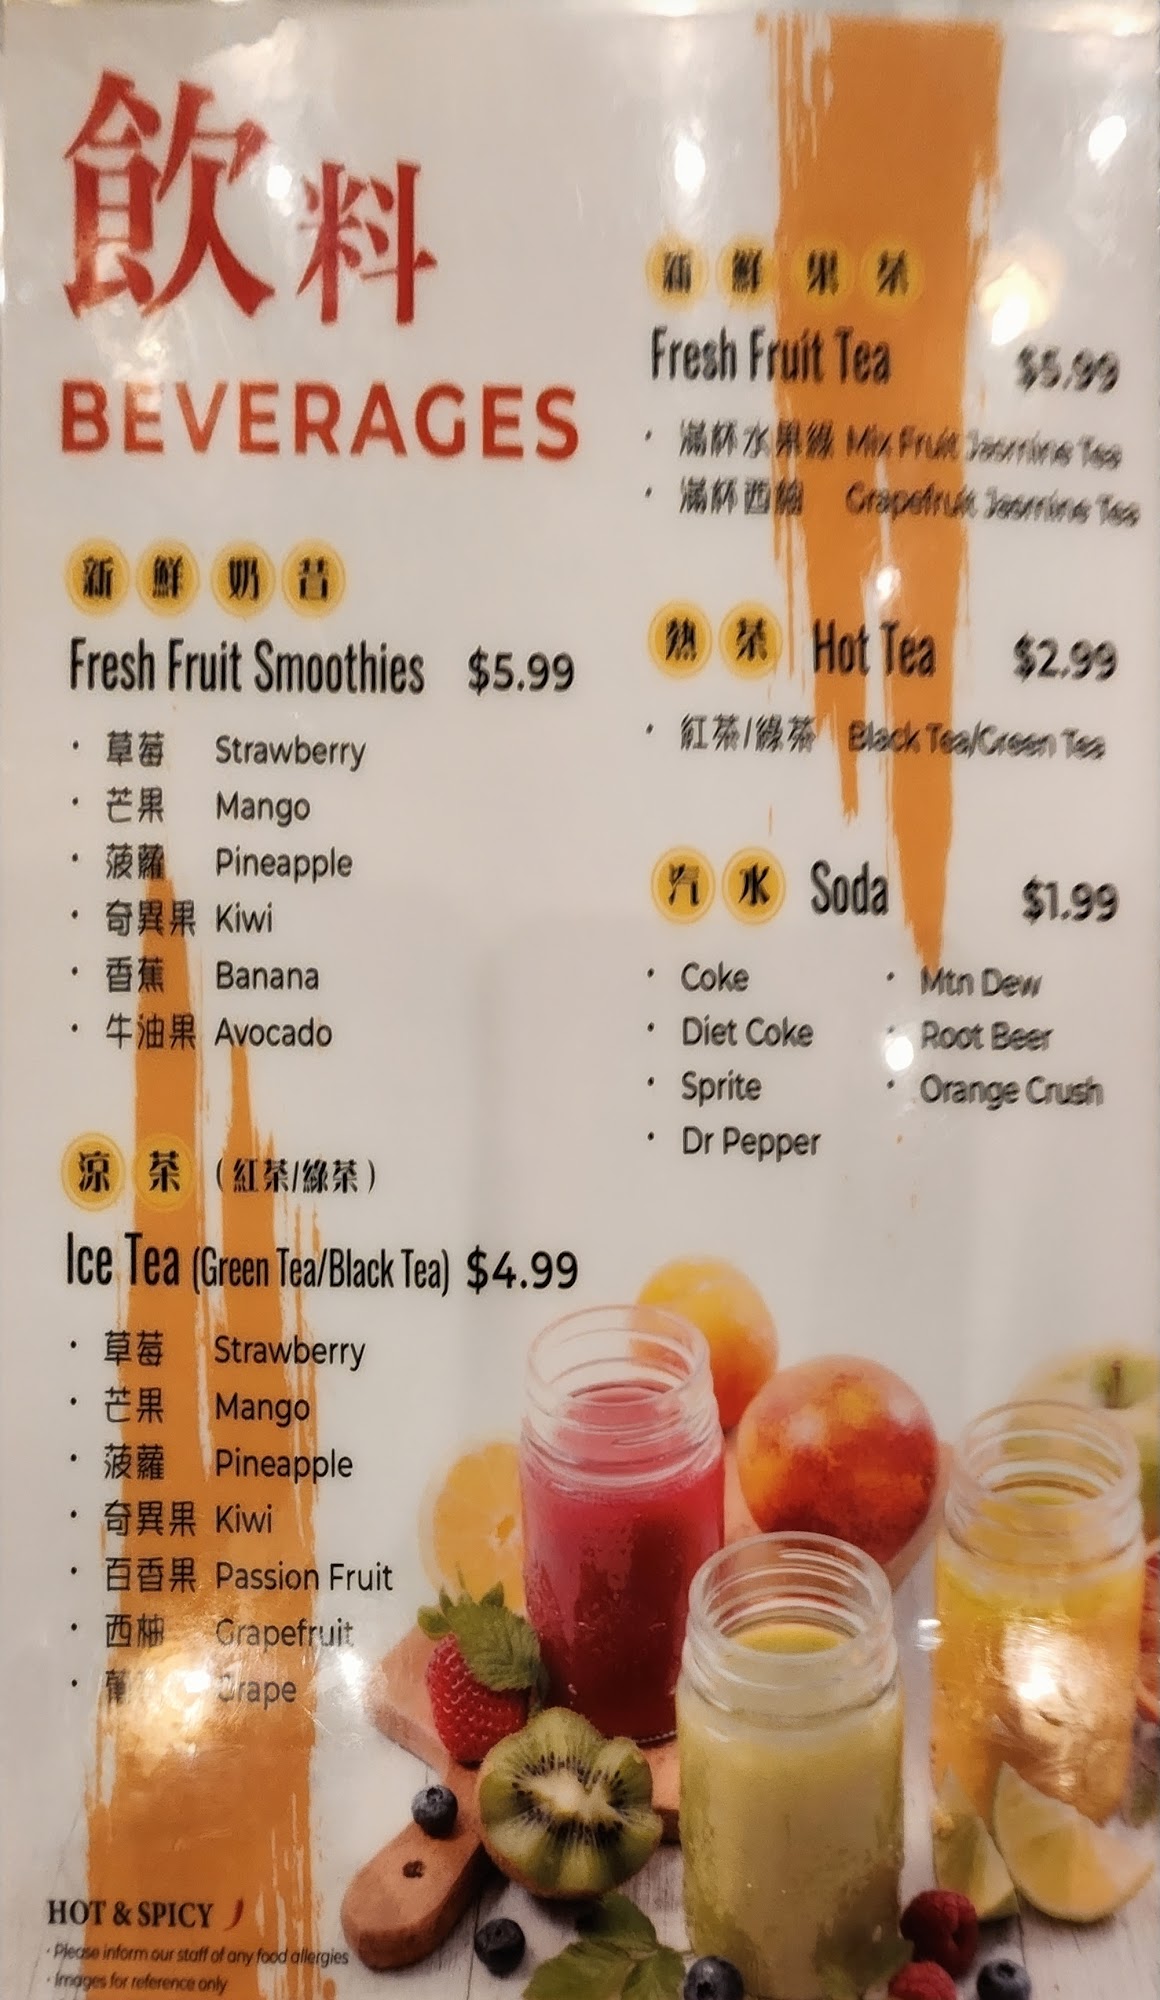 飲料
BEVERAGES
新鮮奶昔
Fresh Fruit Smoothies $5.99
· 草莓 Strawberry
· 芒果 Mango
· 菠蘿 Pineapple
· 奇異果 Kiwi
· 香蕉 Banana
· 牛油果 Avocado
涼茶 (紅茶/綠茶)
Ice Tea (Green Tea/Black Tea) $4.99
· 草莓 Strawberry
· 芒果 Mango
· 菠蘿 Pineapple
· 奇異果 Kiwi
· 百香果 Passion Fruit
· 西柚 Grapefruit
· Grape
HOT & SPICY
· Please inform our staff of any food allergies
· Images for reference only
新鮮果茶
Fresh Fruit Tea $5.99
· 滿杯水果綠 Mix Fruit Jasmine Tea
· 滿杯西柚 Grapefruit Jasmine Tea
熱茶 Hot Tea $2.99
· 紅茶/綠茶 Black Tea/Green Tea
汽水 Soda $1.99
· Coke · Mtn Dew
· Diet Coke · Root Beer
· Sprite · Orange Crush
· Dr Pepper